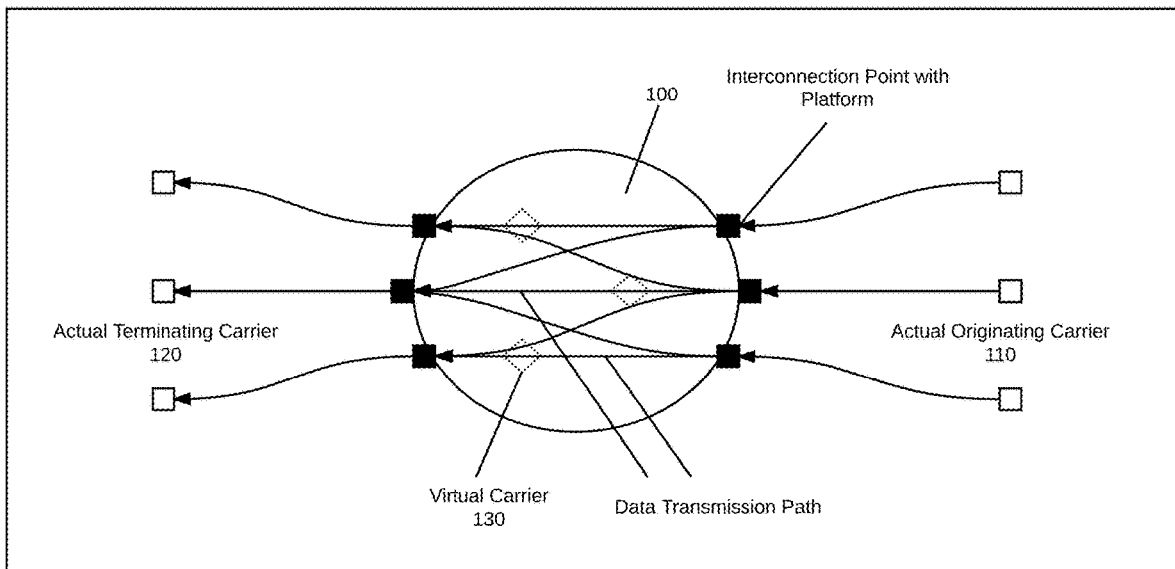 Interconnection Point with
Platform
100
Actual Terminating Carrier
120
Actual Originating Carrier
110
Virtual Carrier
130
Data Transmission Path